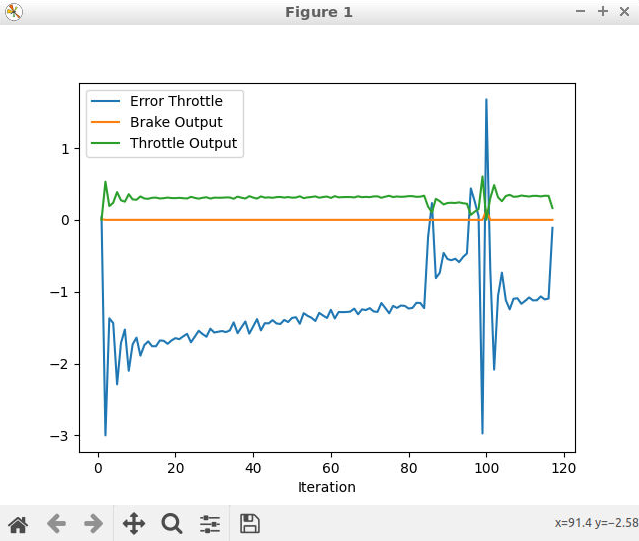 Figure 1
Error Throttle
Brake Output
Throttle Output
1
0
−1
−2
−3
0
20
40
60
80
100
120
Iteration
x=91.4 y=−2.58